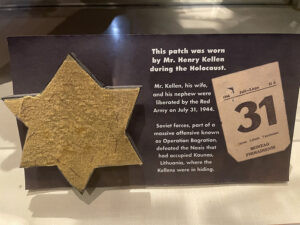 This patch was worn
by Mr. Henry Kellen
during the Holocaust.
Mr. Kellen, his wife,
and his nephew were
liberated by the Red
Army on July 31, 1944.
Soviet forces, part of a
massive offensive known
as Operation Bagration,
defeated the Nazis that
had occupied Kaunas,
Lithuania, where the
Kellens were in hiding.
31